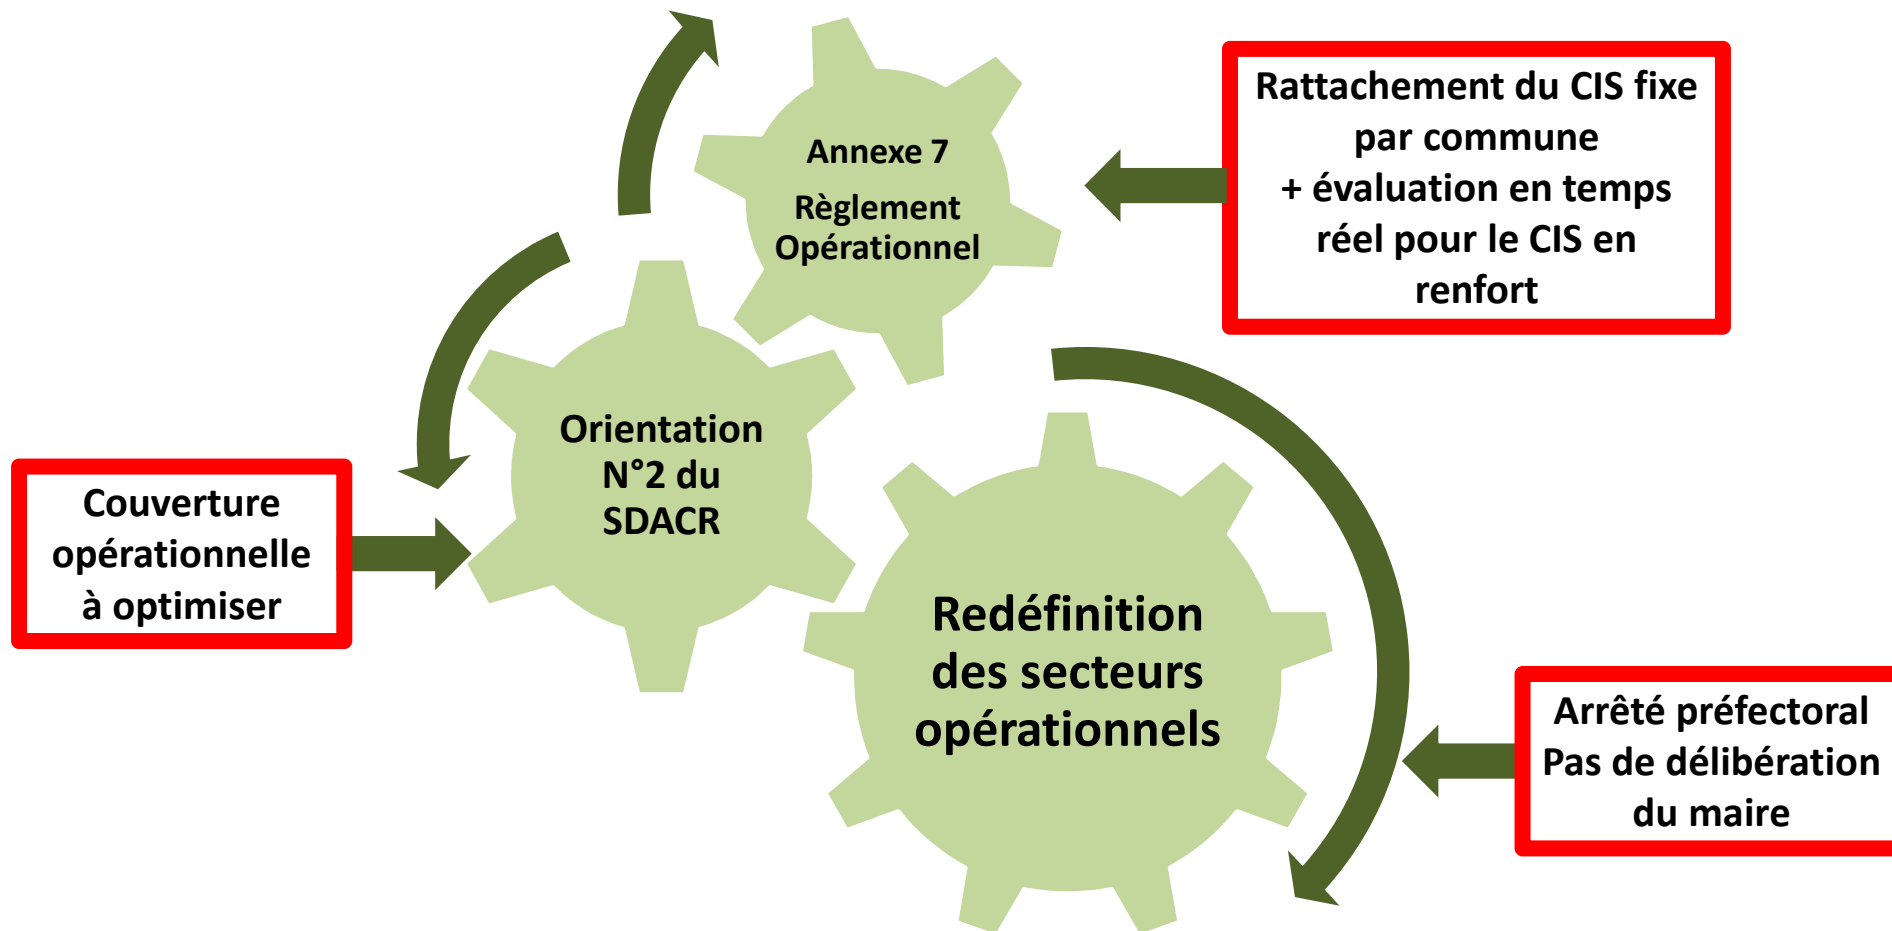 Annexe 7
Règlement
Opérationnel
Rattachement du CIS fixe
par commune
+ évaluation en temps
réel pour le CIS en
renfort
Orientation
N°2 du
SDACR
Couverture
opérationnelle
à optimiser
Redéfinition
des secteurs
opérationnels
Arrêté préfectoral
Pas de délibération
du maire